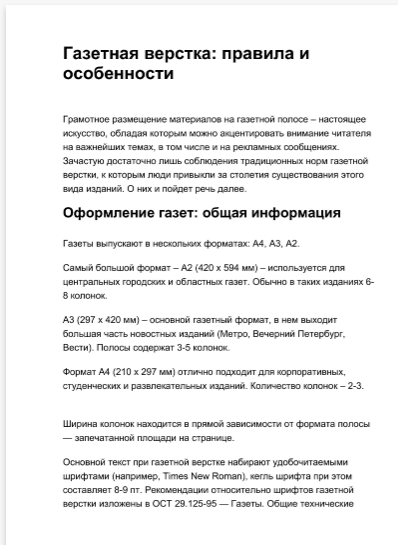 Газетная верстка: правила и
особенности
Грамотное размещение материалов на газетной полосе – настоящее
искусство, обладая которым можно акцентировать внимание читателя
на важнейших темах, в том числе и на рекламных сообщениях.
Зачастую достаточно лишь соблюдения традиционных норм газетной
верстки, к которым люди привыкли за столетия существования этого
вида изданий. О них и пойдет речь далее.
Оформление газет: общая информация
Газеты выпускают в нескольких форматах: А4, А3, А2.
Самый большой формат – А2 (420 х 594 мм) – используется для
центральных городских и областных газет. Обычно в таких изданиях 6-
8 колонок.
А3 (297 х 420 мм) – основной газетный формат, в нем выходит
большая часть новостных изданий (Метро, Вечерний Петербург,
Вести). Полосы содержат 3-5 колонок.
Формат А4 (210 х 297 мм) отлично подходит для корпоративных,
студенческих и развлекательных изданий. Количество колонок – 2-3.
Ширина колонок находится в прямой зависимости от формата полосы
— запечатанной площади на странице.
Основной текст при газетной верстке набирают удобочитаемыми
шрифтами (например, Times New Roman), кегль шрифта при этом
составляет 8-9 пт. Рекомендации относительно шрифтов газетной
верстки изложены в ОСТ 29.125-95 — Газеты. Общие технические